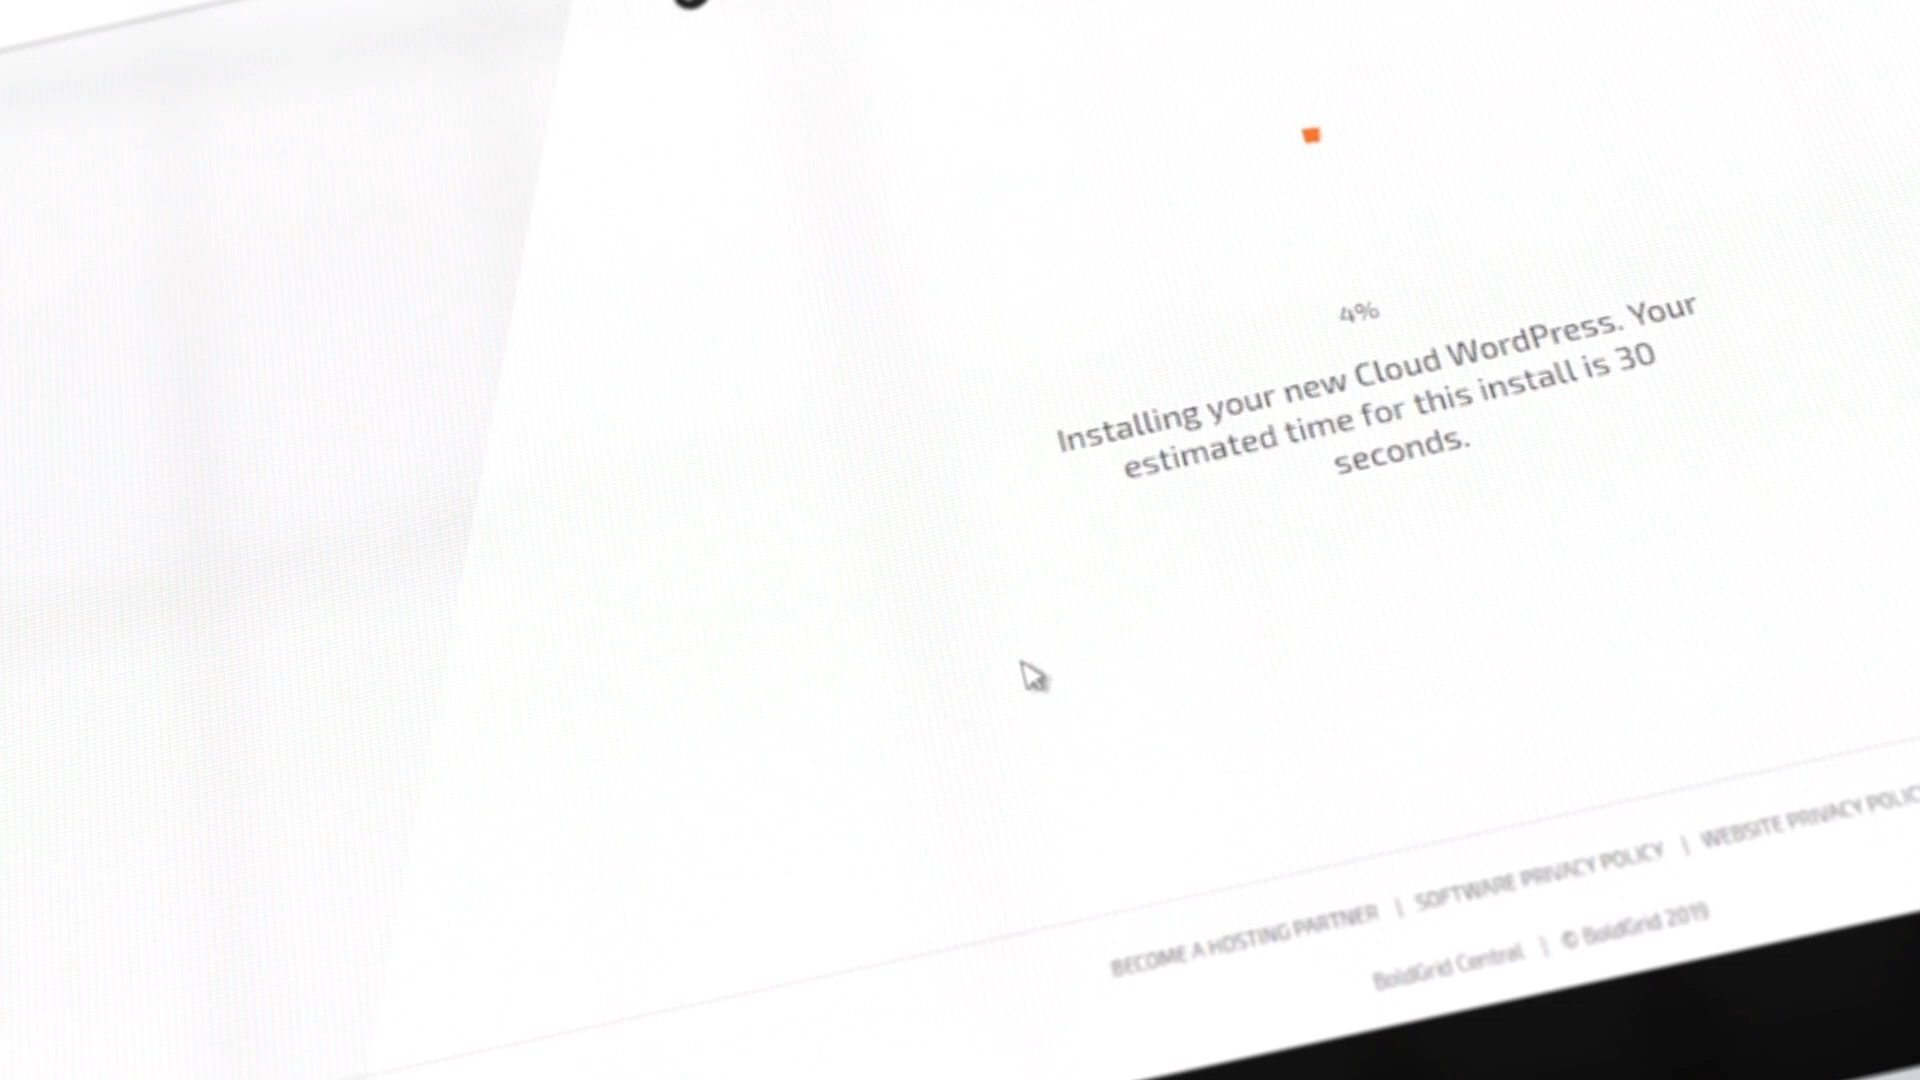 4%
Installing your new Cloud WordPress. Your
estimated time for this install is 30
seconds.
BECOME A HOSTING PARTNER | SOFTWARE PRIVACY POLICY | WEBSITE PRIVACY
BoldGrid Central | © BoldGrid 2019